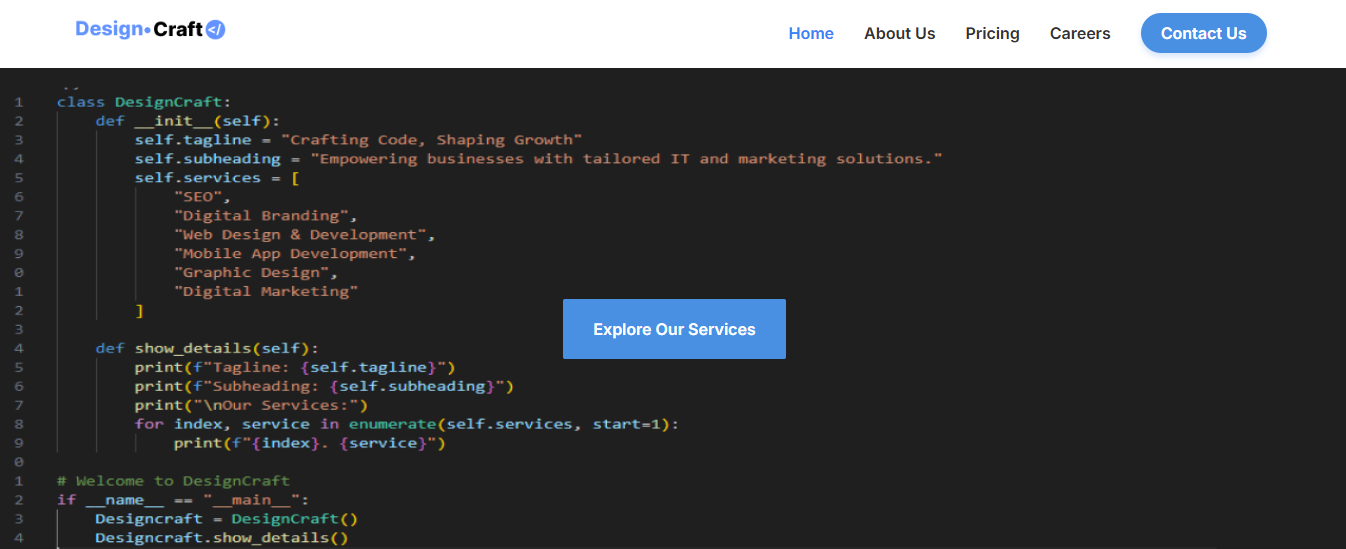 Design•Craft </>
Home About Us Pricing Careers Contact Us
1 class DesignCraft:
2 def __init__(self):
3 self.tagline = "Crafting Code, Shaping Growth"
4 self.subheading = "Empowering businesses with tailored IT and marketing solutions."
5 self.services = [
6 "SEO",
7 "Digital Branding",
8 "Web Design & Development",
9 "Mobile App Development",
0 "Graphic Design",
1 "Digital Marketing"
2 ]
3
Explore Our Services
4 def show_details(self):
5 print(f"Tagline: {self.tagline}")
6 print(f"Subheading: {self.subheading}")
7 print("\nOur Services:")
8 for index, service in enumerate(self.services, start=1):
9 print(f"{index}. {service}")
0
1 # Welcome to DesignCraft
2 if __name__ == "__main__":
3 Designcraft = DesignCraft()
4 Designcraft.show_details()